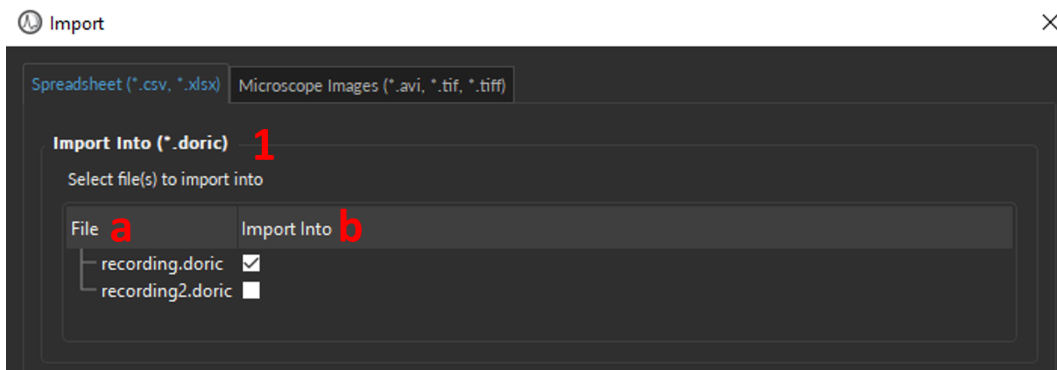 Import
Spreadsheet (*.csv, *.xlsx) Microscope Images (*.avi, *.tif, *.tiff)
Import Into (*.doric) 1
Select file(s) to import into
File a Import Into b
recording.doric
recording2.doric